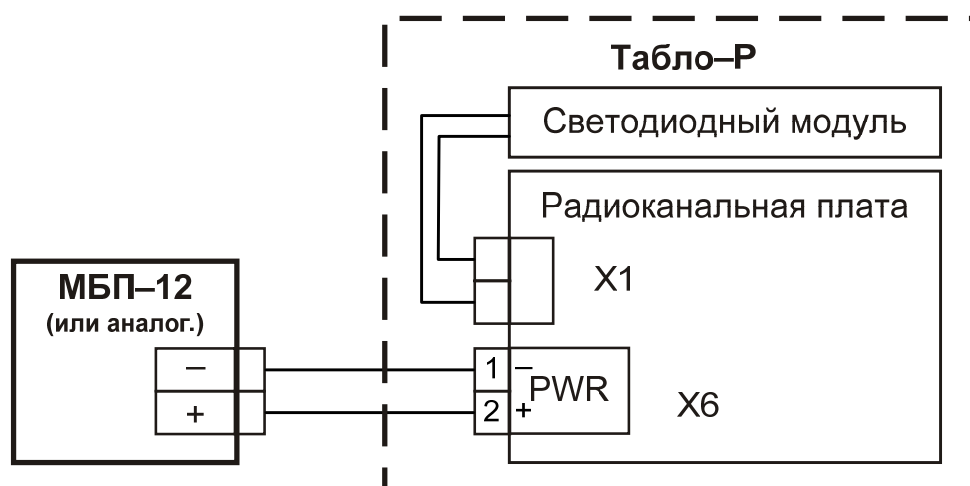 Табло–Р
Светодиодный модуль
Радиоканальная плата
X1
МБП–12
(или аналог.)
–
+
1 –
PWR
2 +
X6